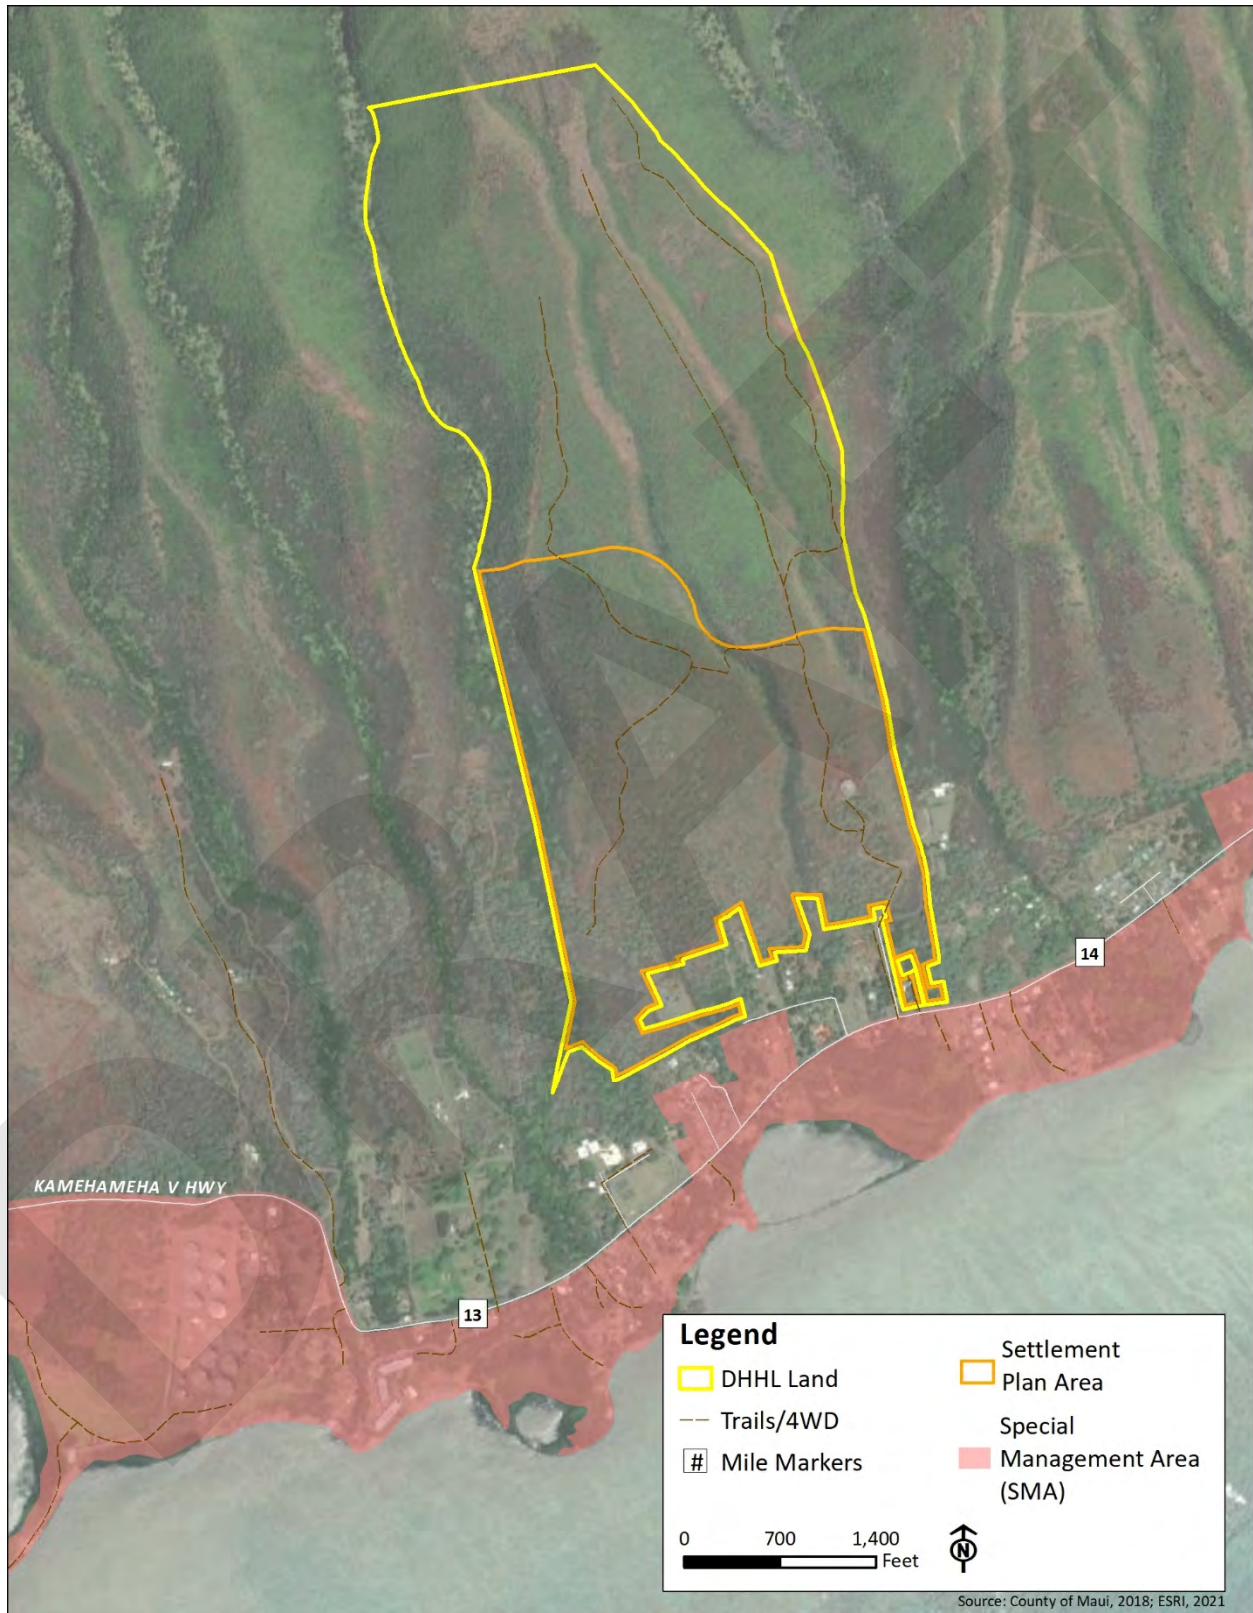 14
KAMEHAMEHA V HWY
13
Legend
DHHL Land
Trails/4WD
# Mile Markers
Settlement
Plan Area
Special
Management Area
(SMA)
0 700 1,400
Feet
N
Source: County of Maui, 2018; ESRI, 2021
DRAFT